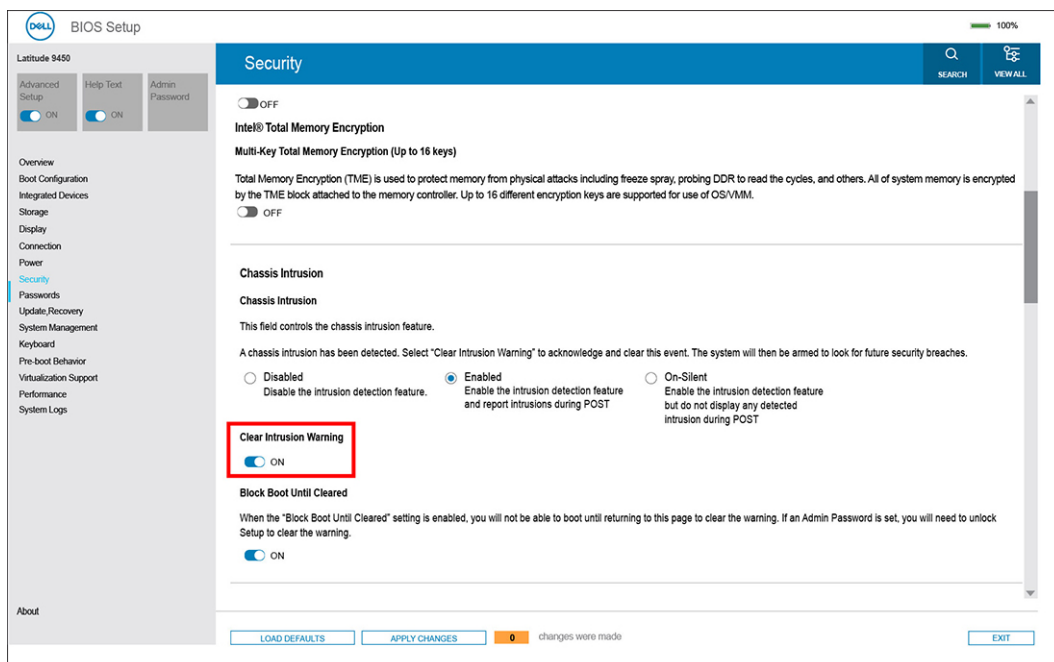 DELL
BIOS Setup
100%
Latitude 9450
Advanced Setup
ON
Help Text
ON
Admin Password
Security
SEARCH
VIEW ALL
Overview
Boot Configuration
Integrated Devices
Storage
Display
Connection
Power
Security
Passwords
Update,Recovery
System Management
Keyboard
Pre-boot Behavior
Virtualization Support
Performance
System Logs
About
OFF
Intel® Total Memory Encryption
Multi-Key Total Memory Encryption (Up to 16 keys)
Total Memory Encryption (TME) is used to protect memory from physical attacks including freeze spray, probing DDR to read the cycles, and others. All of system memory is encrypted
by the TME block attached to the memory controller. Up to 16 different encryption keys are supported for use of OS/VMM.
OFF
Chassis Intrusion
Chassis Intrusion
This field controls the chassis intrusion feature.
A chassis intrusion has been detected. Select “Clear Intrusion Warning” to acknowledge and clear this event. The system will then be armed to look for future security breaches.
Disabled
Disable the intrusion detection feature.
Enabled
Enable the intrusion detection feature
and report intrusions during POST
On-Silent
Enable the intrusion detection feature
but do not display any detected
intrusion during POST
Clear Intrusion Warning
ON
Block Boot Until Cleared
When the “Block Boot Until Cleared” setting is enabled, you will not be able to boot until returning to this page to clear the warning. If an Admin Password is set, you will need to unlock
Setup to clear the warning.
ON
LOAD DEFAULTS
APPLY CHANGES
0 changes were made
EXIT